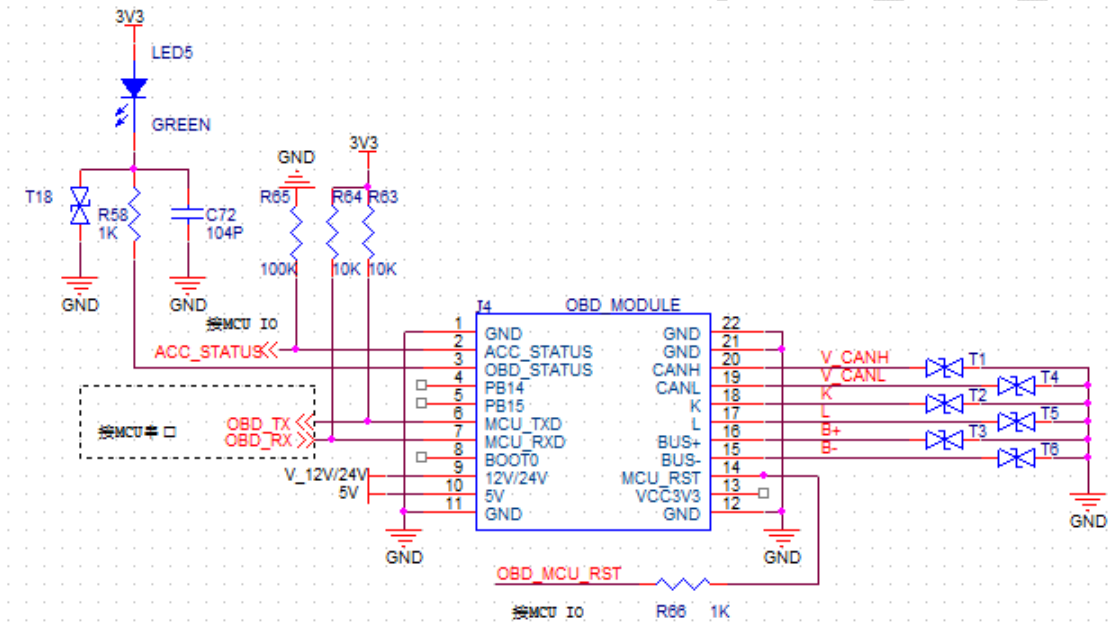 3V3
LED5
GREEN
T18
R58
1K
C72
104P
GND
GND
GND
3V3
R65
R64
R63
100K
10K
10K
接MCU IO
ACC_STATUS
接MCU串口
OBD_TX
OBD_RX
V_12V/24V
5V
J4
OBD MODULE
1 GND
2 ACC_STATUS
3 OBD_STATUS
4 PB14
5 PB15
6 MCU_TXD
7 MCU_RXD
8 BOOT0
9 12V/24V
10 5V
11 GND
GND 22
GND 21
CANH 20
CANL 19
K 18
L 17
BUS+ 16
BUS- 15
MCU_RST 14
VCC3V3 13
GND 12
V_CANH
V_CANL
K
L
B+
B-
T1
T4
T2
T5
T3
T6
GND
GND
GND
OBD_MCU_RST
接MCU IO
R66 1K